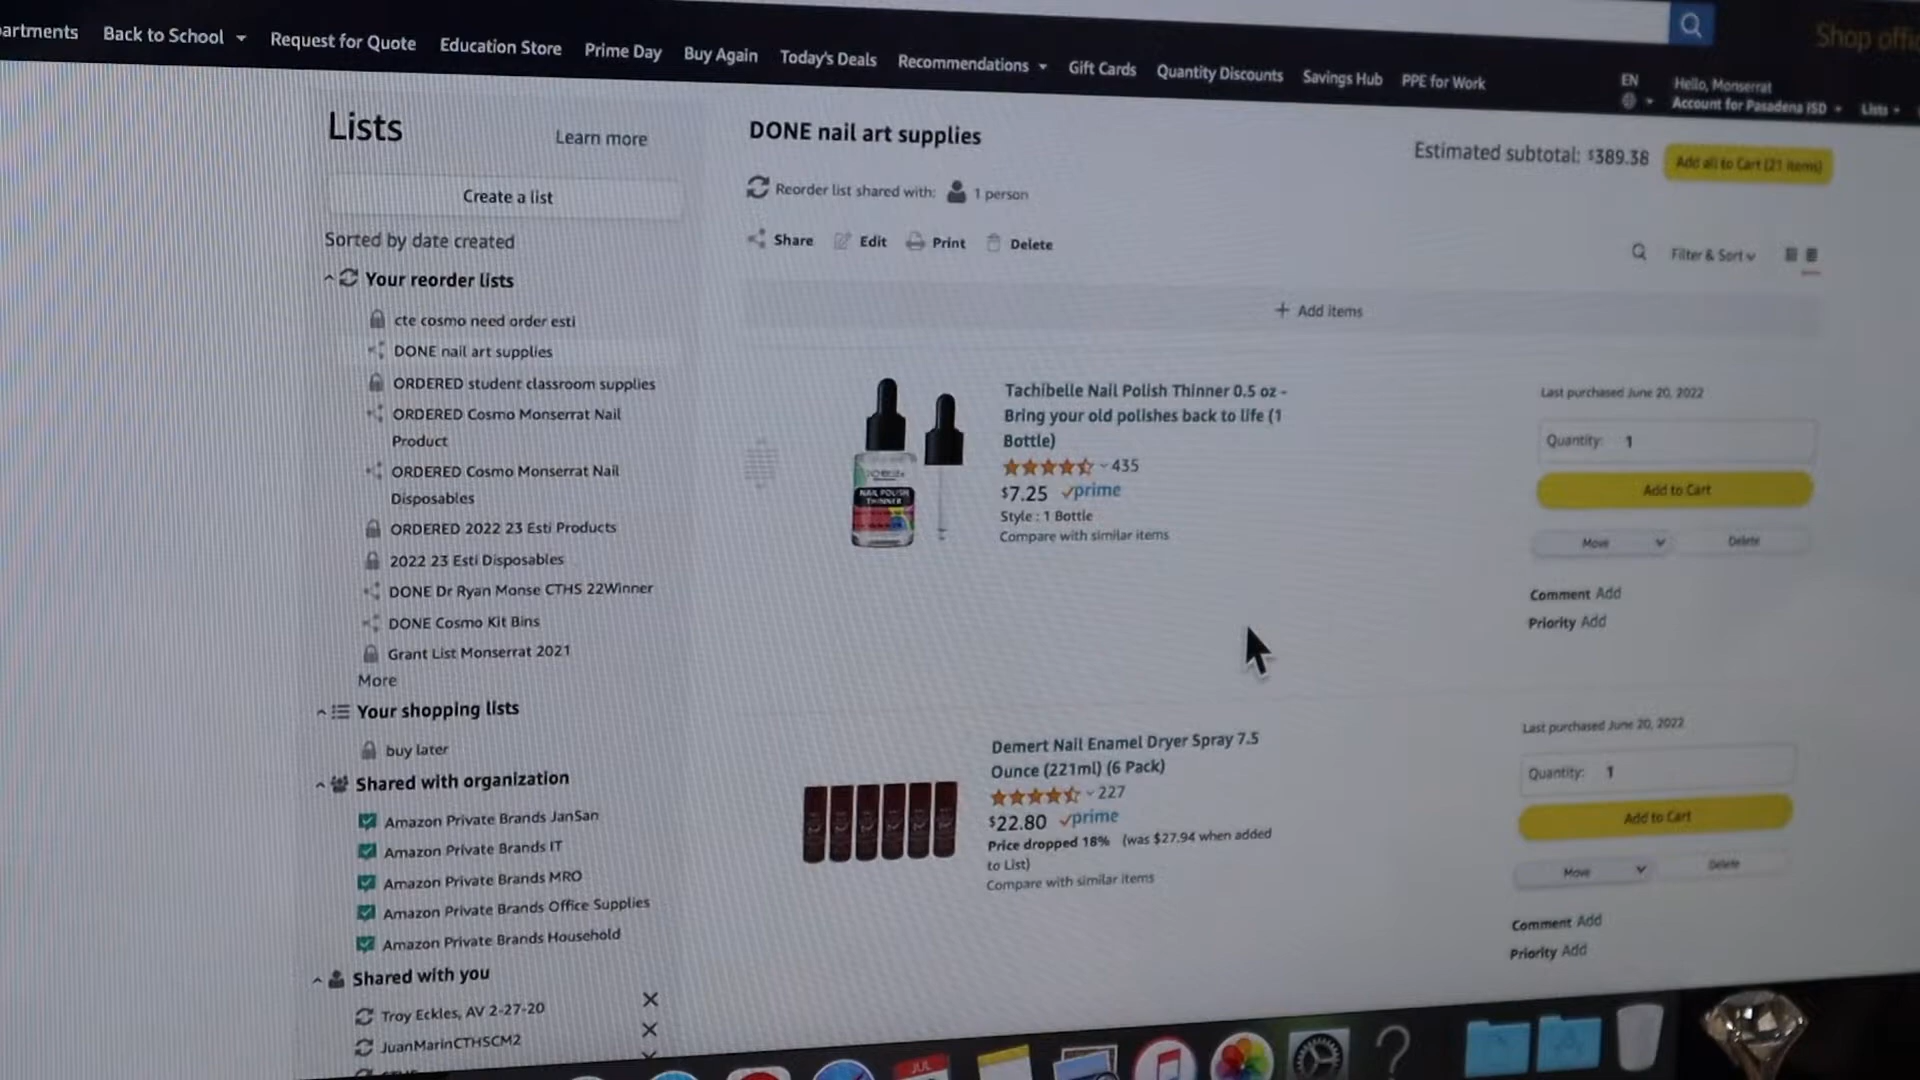 artments
Back to School
Request for Quote
Education Store
Prime Day
Buy Again
Today's Deals
Recommendations
Gift Cards
Quantity Discounts
Savings Hub
PPE for Work
EN
Hello, Monserrat
Account for Pasadena ISD
Lists
Shop offi
Lists
Learn more
Create a list
Sorted by date created
Your reorder lists
cte cosmo need order esti
DONE nail art supplies
ORDERED student classroom supplies
ORDERED Cosmo Monserrat Nail
Product
ORDERED Cosmo Monserrat Nail
Disposables
ORDERED 2022 23 Esti Products
2022 23 Esti Disposables
DONE Dr Ryan Monse CTHS 22Winner
DONE Cosmo Kit Bins
Grant List Monserrat 2021
More
Your shopping lists
buy later
Shared with organization
Amazon Private Brands JanSan
Amazon Private Brands IT
Amazon Private Brands MRO
Amazon Private Brands Office Supplies
Amazon Private Brands Household
Shared with you
Troy Eckles, AV 2-27-20
JuanMarinCTHSCM2
DONE nail art supplies
Reorder list shared with: 1 person
Share
Edit
Print
Delete
Estimated subtotal: $389.38
Add all to Cart (21 items)
Filter & Sort
+ Add items
NAIL POLISH
THINNER
Tachibelle Nail Polish Thinner 0.5 oz -
Bring your old polishes back to life (1
Bottle)
435
$7.25 prime
Style : 1 Bottle
Compare with similar items
Last purchased June 20, 2022
Quantity: 1
Add to Cart
Move
Delete
Comment Add
Priority Add
Demert Nail Enamel Dryer Spray 7.5
Ounce (221ml) (6 Pack)
227
$22.80 prime
Price dropped 18% (was $27.94 when added
to List)
Compare with similar items
Last purchased June 20, 2022
Quantity: 1
Add to Cart
Move
Delete
Comment Add
Priority Add
JUL